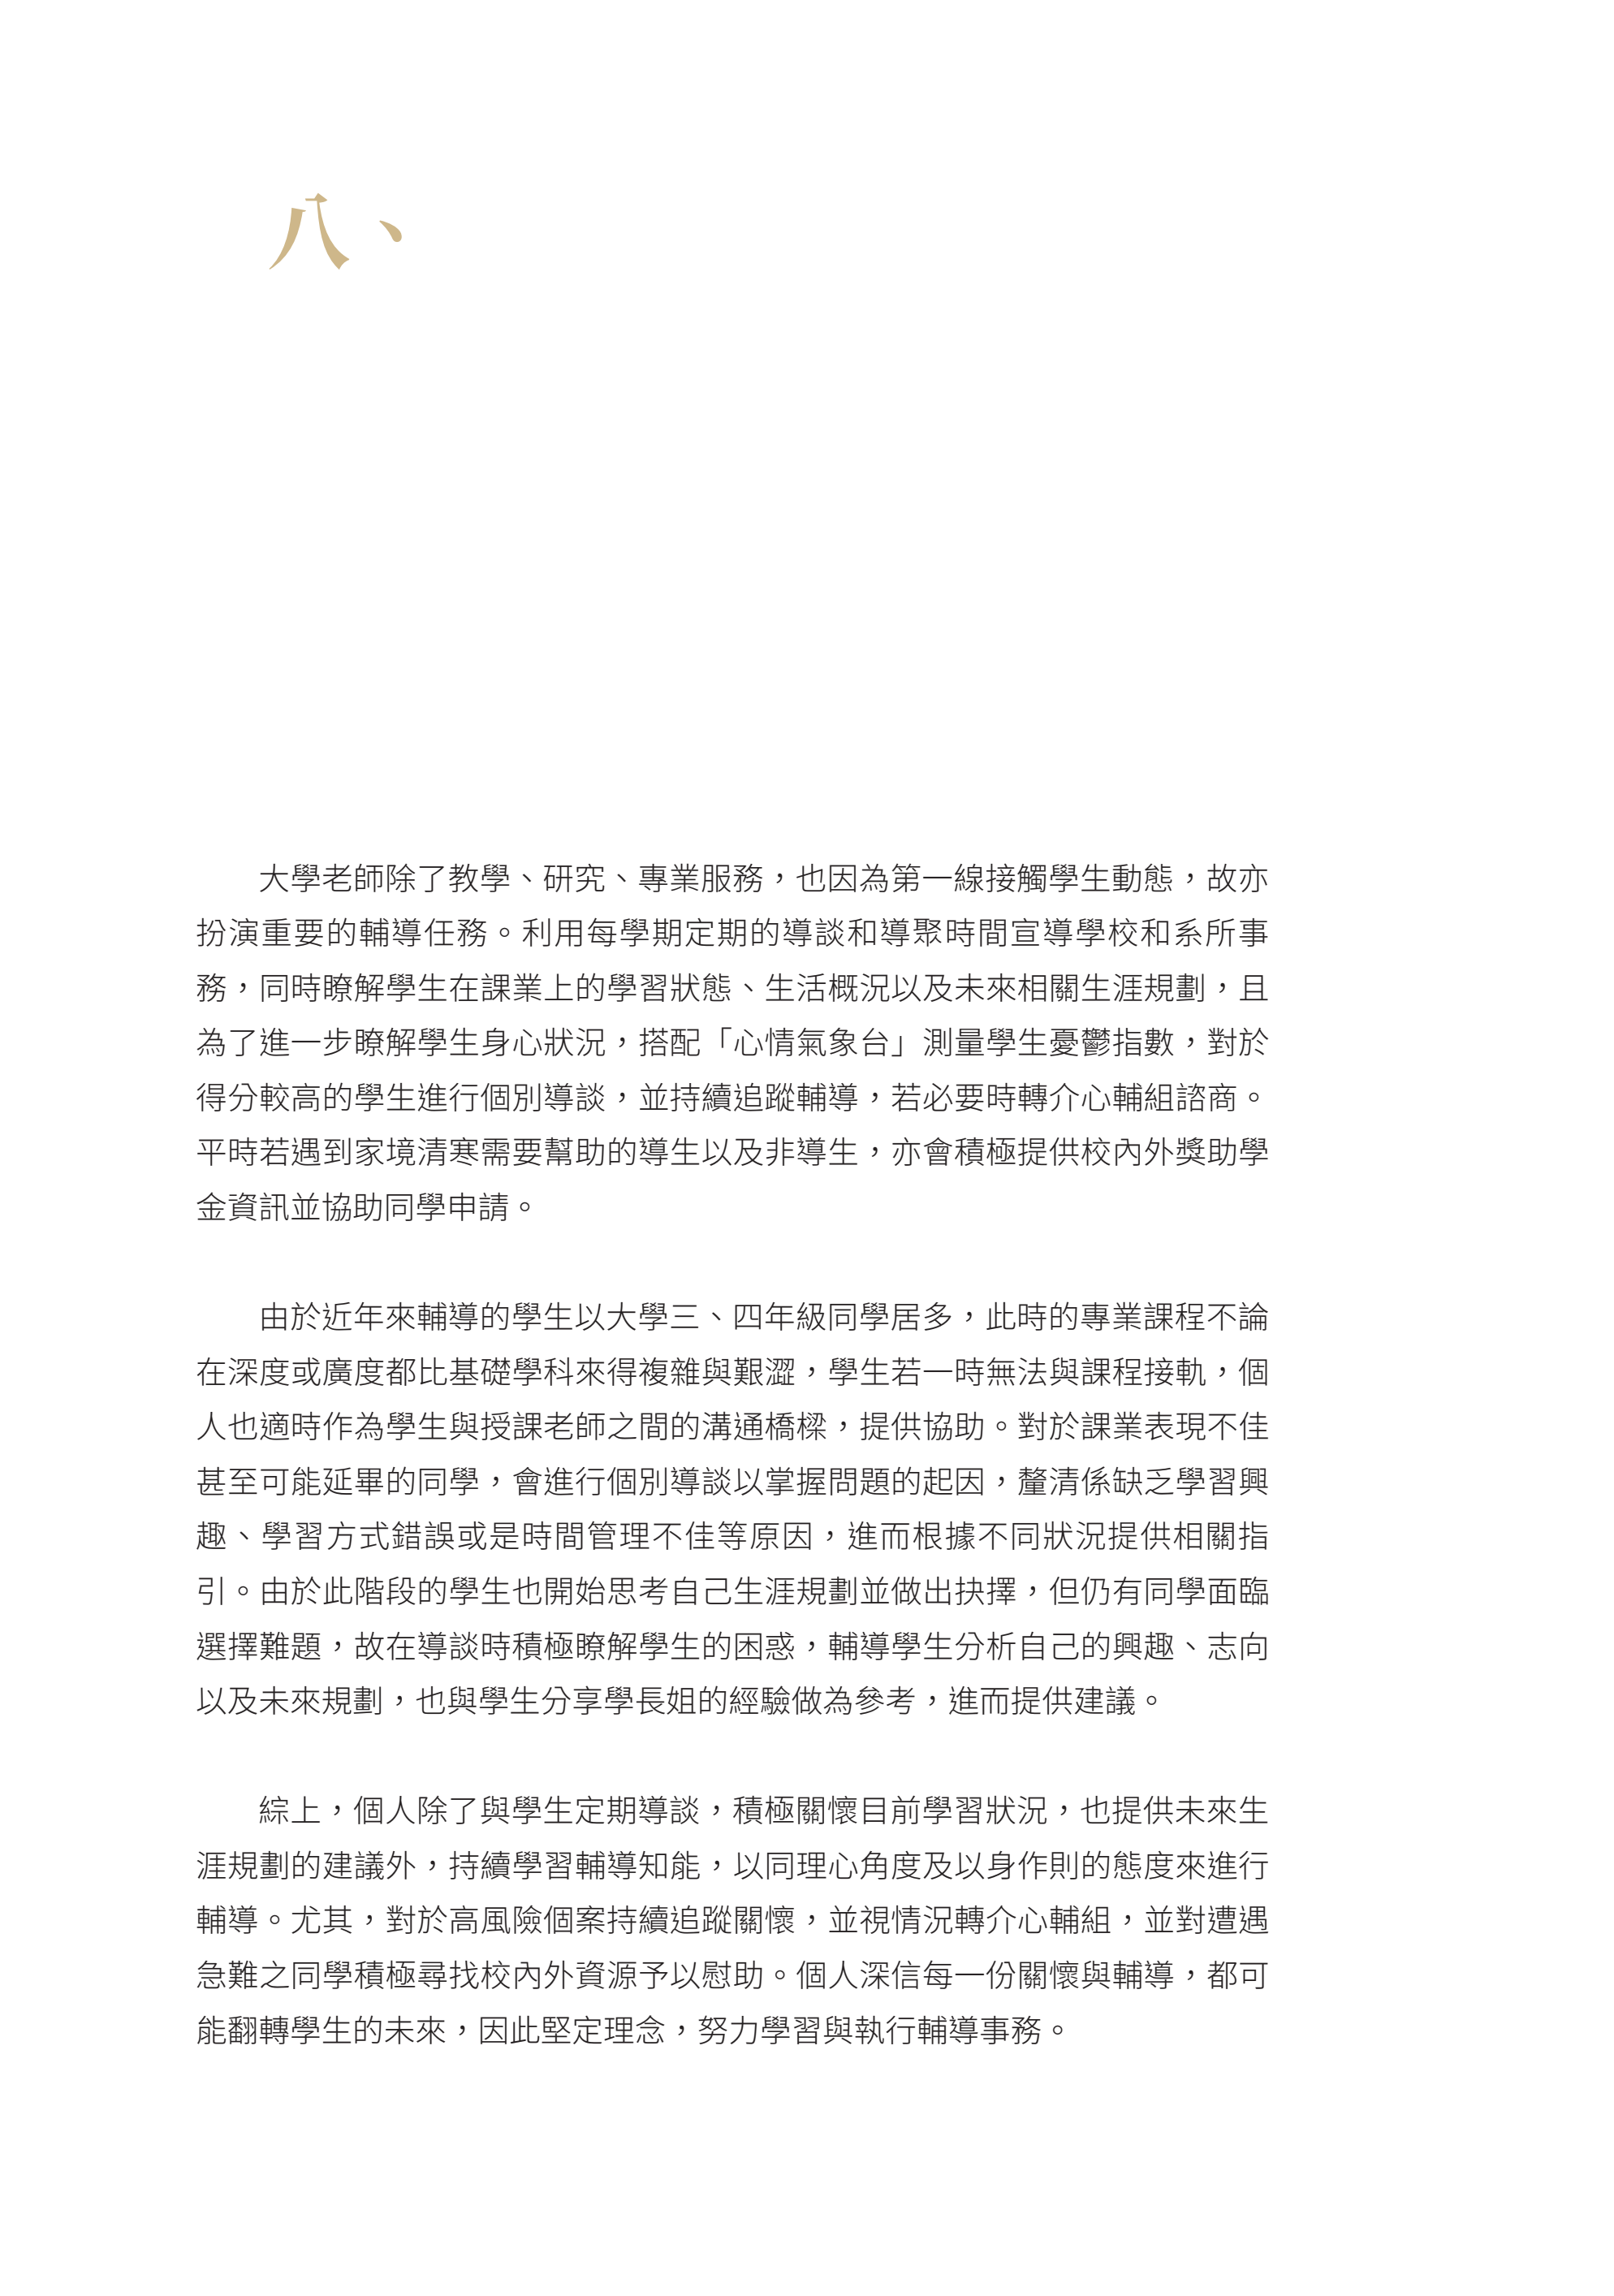 八、
大學老師除了教學、研究、專業服務，也因為第一線接觸學生動態，故亦
扮演重要的輔導任務。利用每學期定期的導談和導聚時間宣導學校和系所事
務，同時瞭解學生在課業上的學習狀態、生活概況以及未來相關生涯規劃，且
為了進一步瞭解學生身心狀況，搭配「心情氣象台」測量學生憂鬱指數，對於
得分較高的學生進行個別導談，並持續追蹤輔導，若必要時轉介心輔組諮商。
平時若遇到家境清寒需要幫助的導生以及非導生，亦會積極提供校內外獎助學
金資訊並協助同學申請。
由於近年來輔導的學生以大學三、四年級同學居多，此時的專業課程不論
在深度或廣度都比基礎學科來得複雜與艱澀，學生若一時無法與課程接軌，個
人也適時作為學生與授課老師之間的溝通橋樑，提供協助。對於課業表現不佳
甚至可能延畢的同學，會進行個別導談以掌握問題的起因，釐清係缺乏學習興
趣、學習方式錯誤或是時間管理不佳等原因，進而根據不同狀況提供相關指
引。由於此階段的學生也開始思考自己生涯規劃並做出抉擇，但仍有同學面臨
選擇難題，故在導談時積極瞭解學生的困惑，輔導學生分析自己的興趣、志向
以及未來規劃，也與學生分享學長姐的經驗做為參考，進而提供建議。
綜上，個人除了與學生定期導談，積極關懷目前學習狀況，也提供未來生
涯規劃的建議外，持續學習輔導知能，以同理心角度及以身作則的態度來進行
輔導。尤其，對於高風險個案持續追蹤關懷，並視情況轉介心輔組，並對遭遇
急難之同學積極尋找校內外資源予以慰助。個人深信每一份關懷與輔導，都可
能翻轉學生的未來，因此堅定理念，努力學習與執行輔導事務。